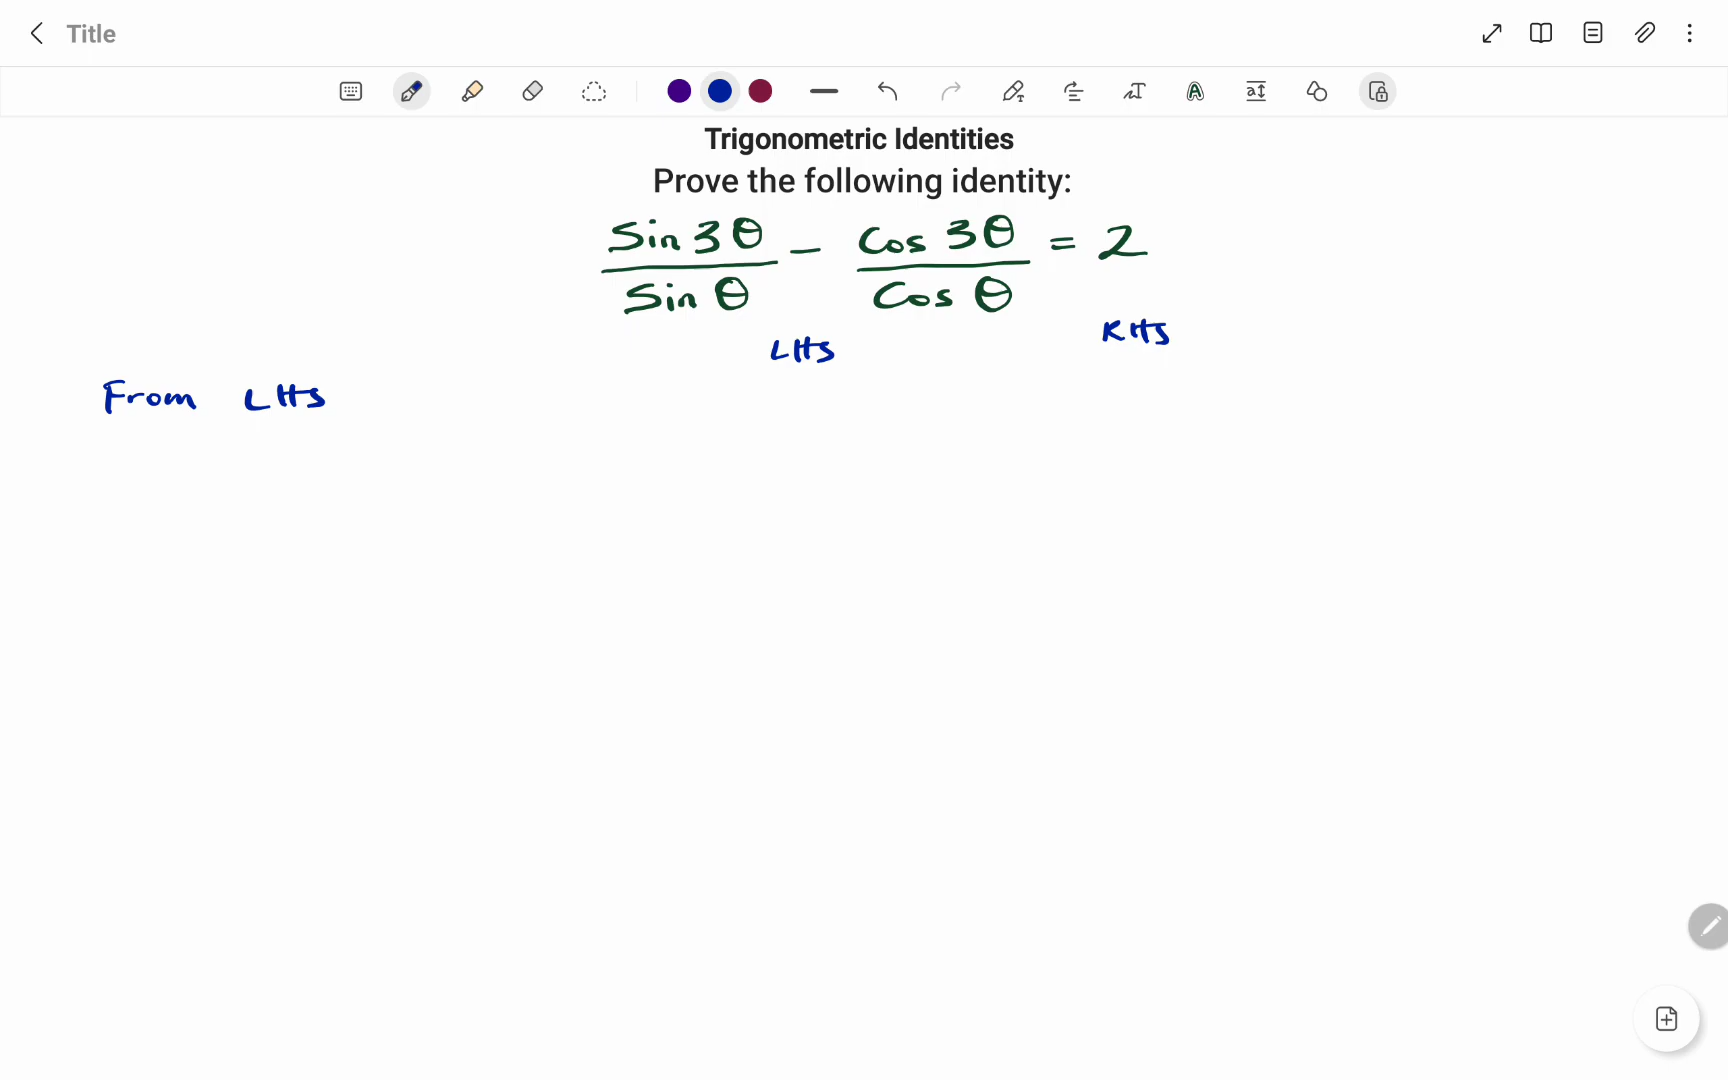 Title
Trigonometric Identities
Prove the following identity:
Sin 3θ / Sin θ - Cos 3θ / Cos θ = 2
LHS RHS
From LHS